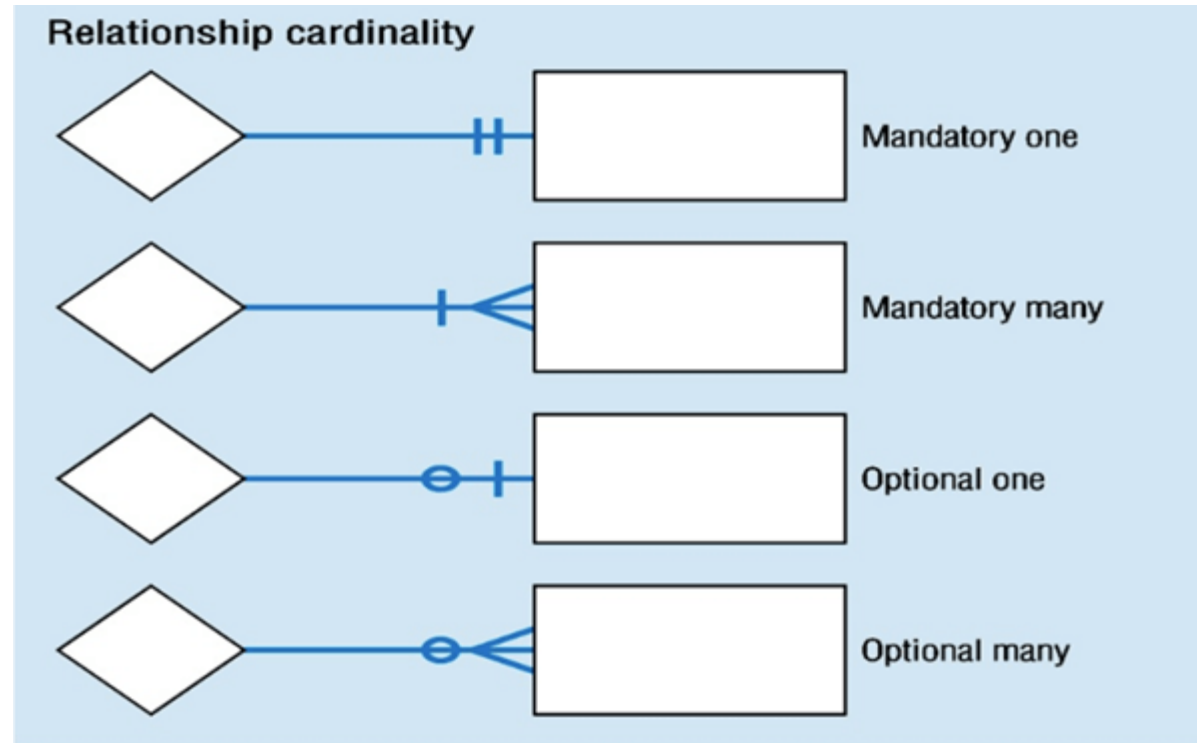 Relationship cardinality
Mandatory one
Mandatory many
Optional one
Optional many